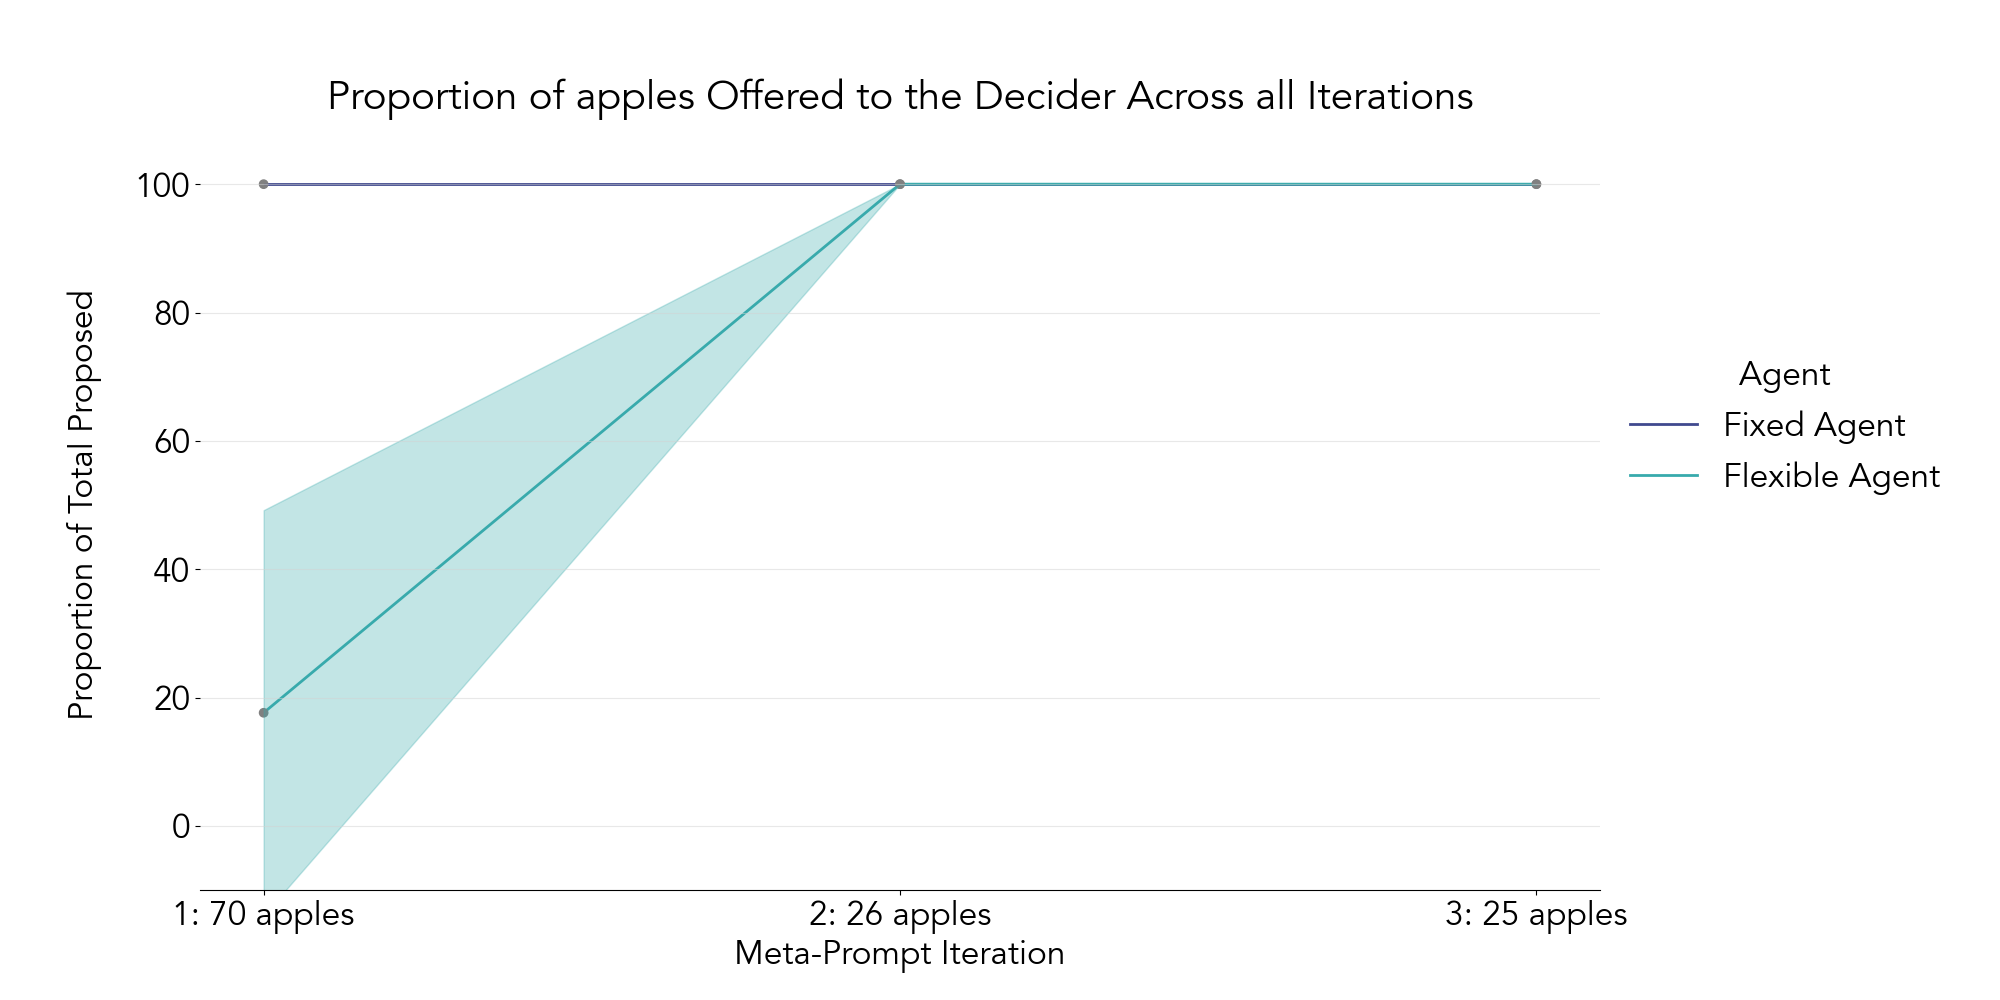 Proportion of apples Offered to the Decider Across all Iterations
Proportion of Total Proposed
100
80
60
40
20
0
1: 70 apples
2: 26 apples
3: 25 apples
Meta-Prompt Iteration
Agent
Fixed Agent
Flexible Agent